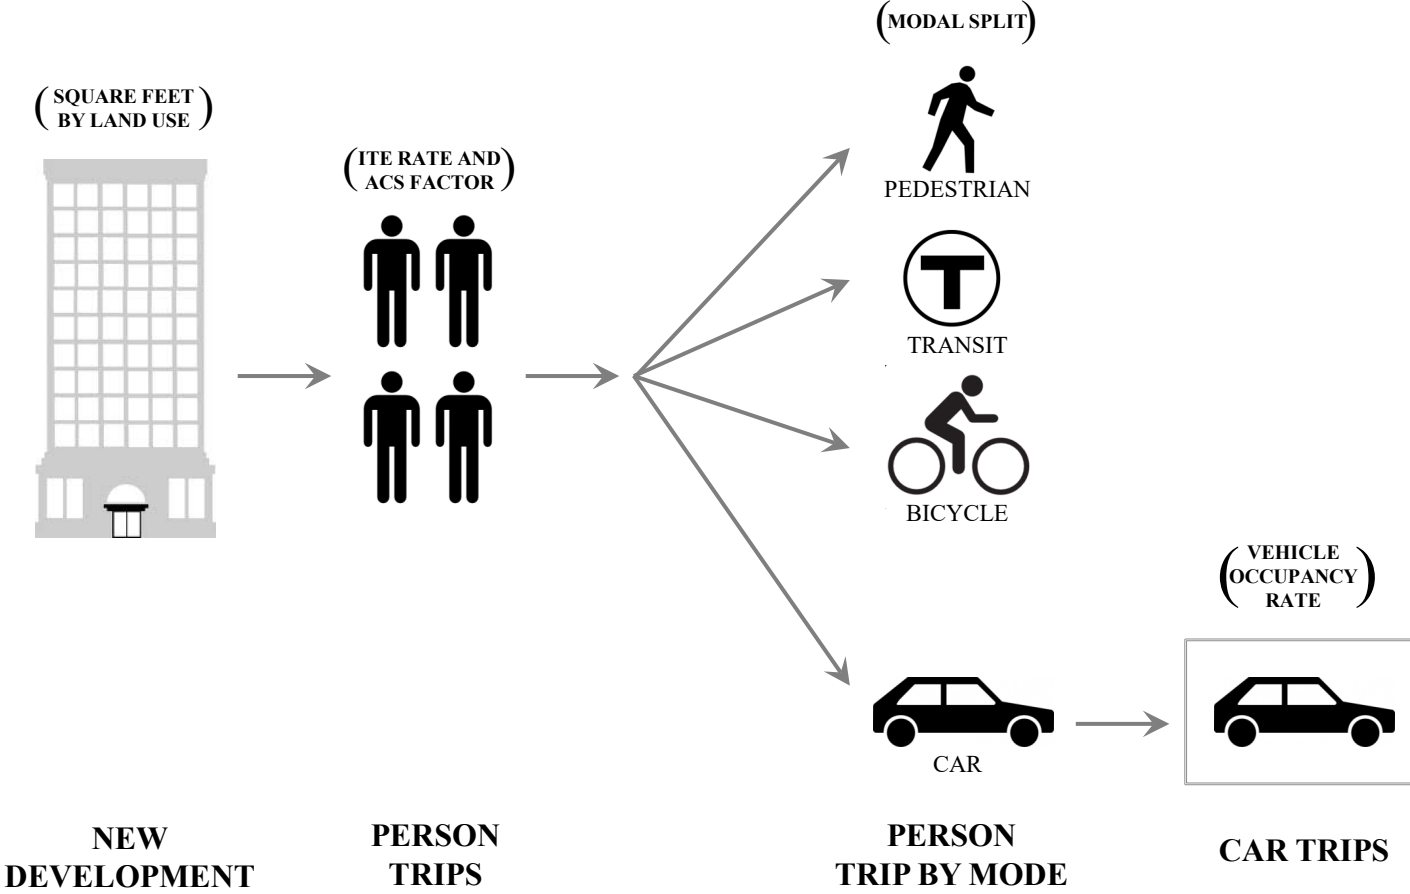 (MODAL SPLIT)
(SQUARE FEET
BY LAND USE)
(ITE RATE AND
ACS FACTOR)
PEDESTRIAN
T
TRANSIT
BICYCLE
(VEHICLE
OCCUPANCY
RATE)
CAR
NEW
DEVELOPMENT
PERSON
TRIPS
PERSON
TRIP BY MODE
CAR TRIPS